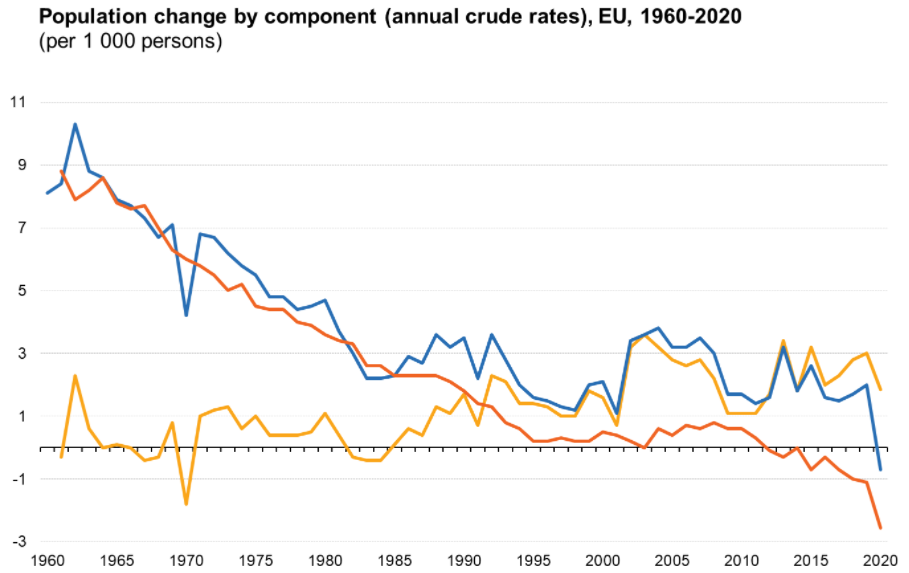 Population change by component (annual crude rates), EU, 1960-2020
(per 1 000 persons)
11
9
7
5
3
1
-1
-3
1960 1965 1970 1975 1980 1985 1990 1995 2000 2005 2010 2015 2020